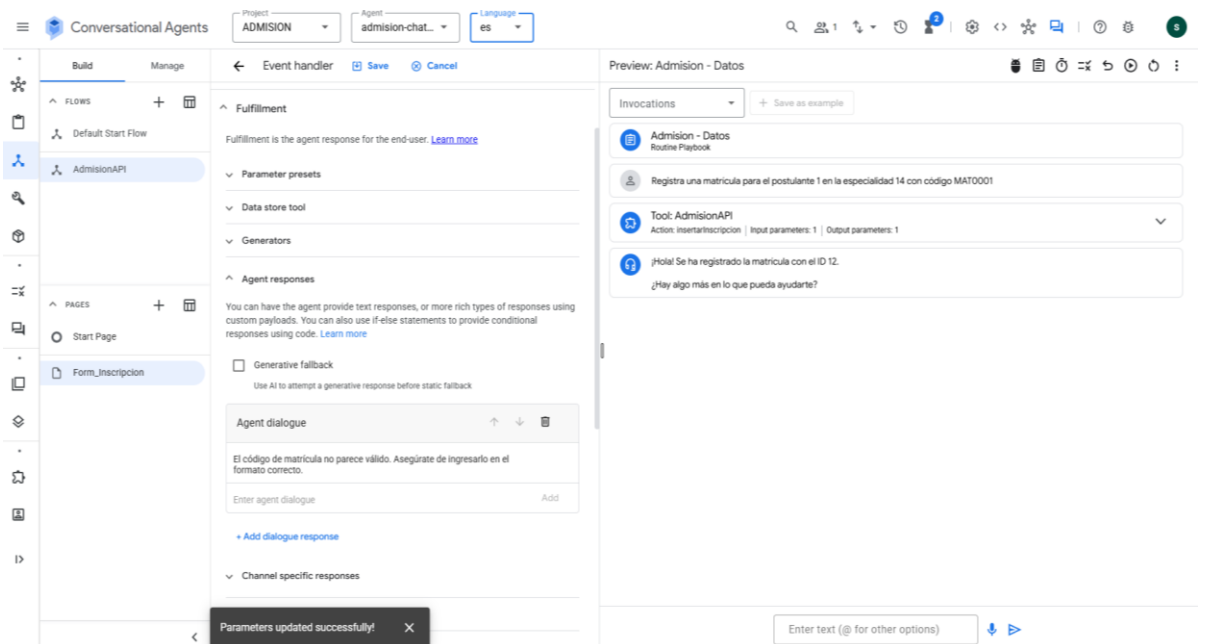 Conversational Agents
Project
ADMISION
Agent
admision-chat...
Language
es
1
2
s
Build
Manage
FLOWS
Default Start Flow
AdmisionAPI
PAGES
Start Page
Form_Inscripcion
Event handler
Save
Cancel
Fulfillment
Fulfillment is the agent response for the end-user. Learn more
Parameter presets
Data store tool
Generators
Agent responses
You can have the agent provide text responses, or more rich types of responses using
custom payloads. You can also use if-else statements to provide conditional
responses using code. Learn more
Generative fallback
Use AI to attempt a generative response before static fallback
Agent dialogue
El código de matrícula no parece válido. Asegúrate de ingresarlo en el
formato correcto.
Enter agent dialogue
Add
+ Add dialogue response
Channel specific responses
Parameters updated successfully!
Preview: Admision - Datos
Invocations
+ Save as example
Admision - Datos
Routine Playbook
Registra una matrícula para el postulante 1 en la especialidad 14 con código MAT0001
Tool: AdmisionAPI
Action: insertarInscripcion | Input parameters: 1 | Output parameters: 1
¡Hola! Se ha registrado la matrícula con el ID 12.
¿Hay algo más en lo que pueda ayudarte?
Enter text (@ for other options)